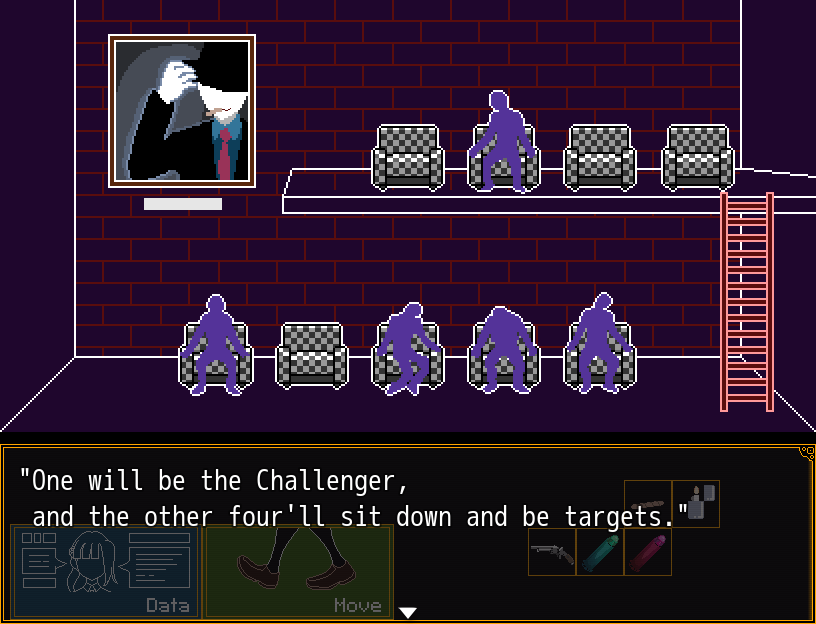 "One will be the Challenger,
and the other four'll sit down and be targets."
Data
Move